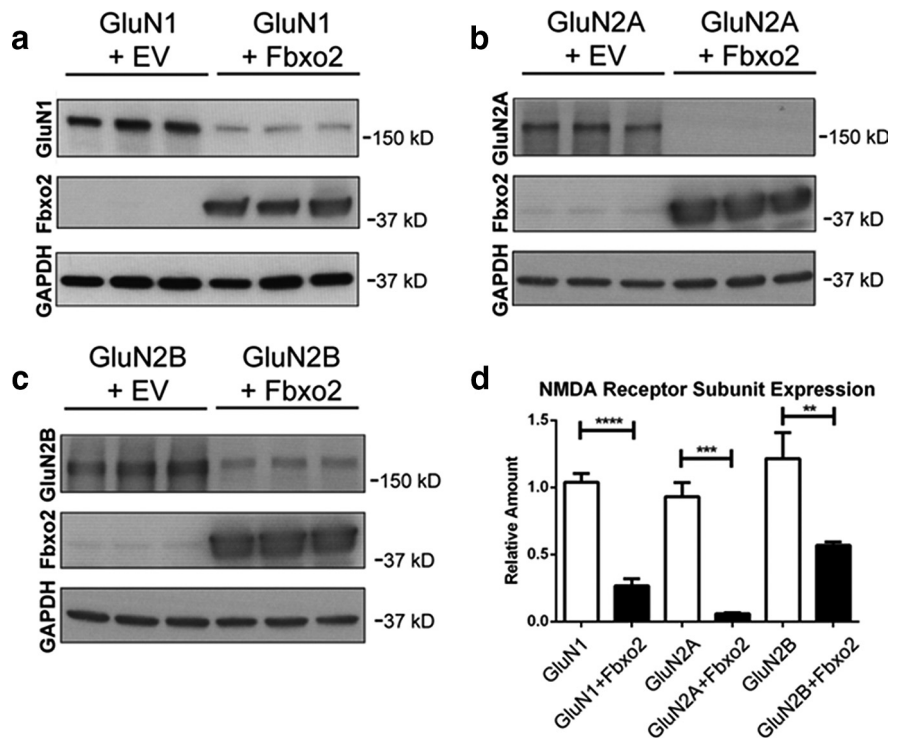 a
GluN1 + EV
GluN1 + Fbxo2
GluN1
-150 kD
Fbxo2
-37 kD
GAPDH
-37 kD
b
GluN2A + EV
GluN2A + Fbxo2
GluN2A
-150 kD
Fbxo2
-37 kD
GAPDH
-37 kD
c
GluN2B + EV
GluN2B + Fbxo2
GluN2B
-150 kD
Fbxo2
-37 kD
GAPDH
-37 kD
d
NMDA Receptor Subunit Expression
Relative Amount
1.5
1.0
0.5
0.0
****
***
**
GluN1
GluN1+Fbxo2
GluN2A
GluN2A+Fbxo2
GluN2B
GluN2B+Fbxo2